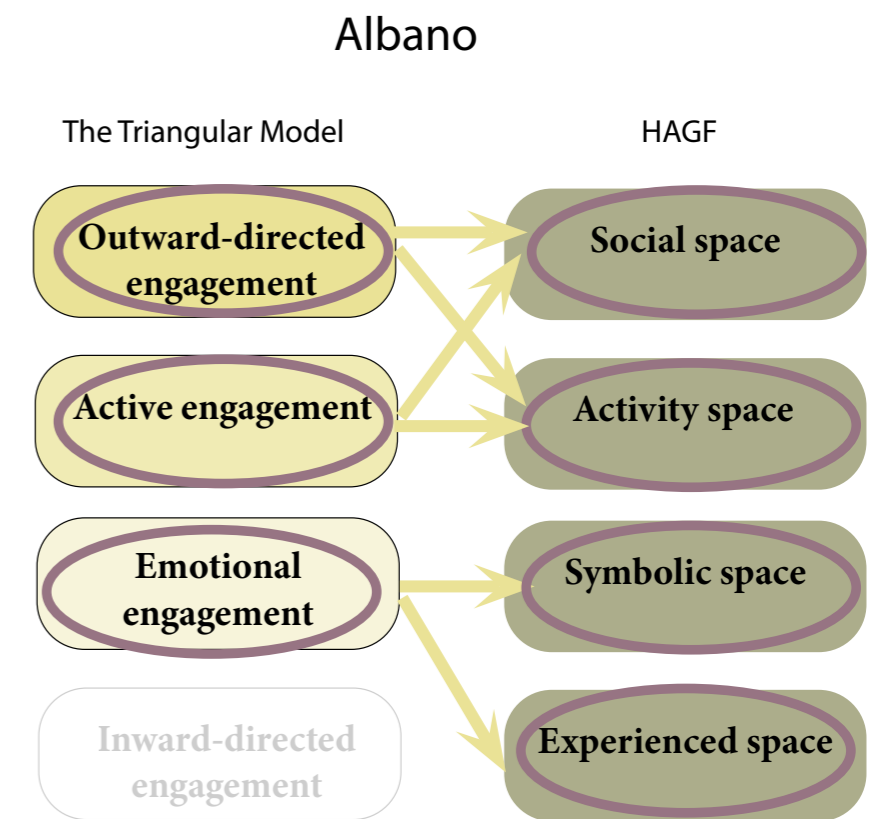 Albano
The Triangular Model
HAGF
Outward-directed
engagement
Social space
Active engagement
Activity space
Emotional
engagement
Symbolic space
Inward-directed
engagement
Experienced space